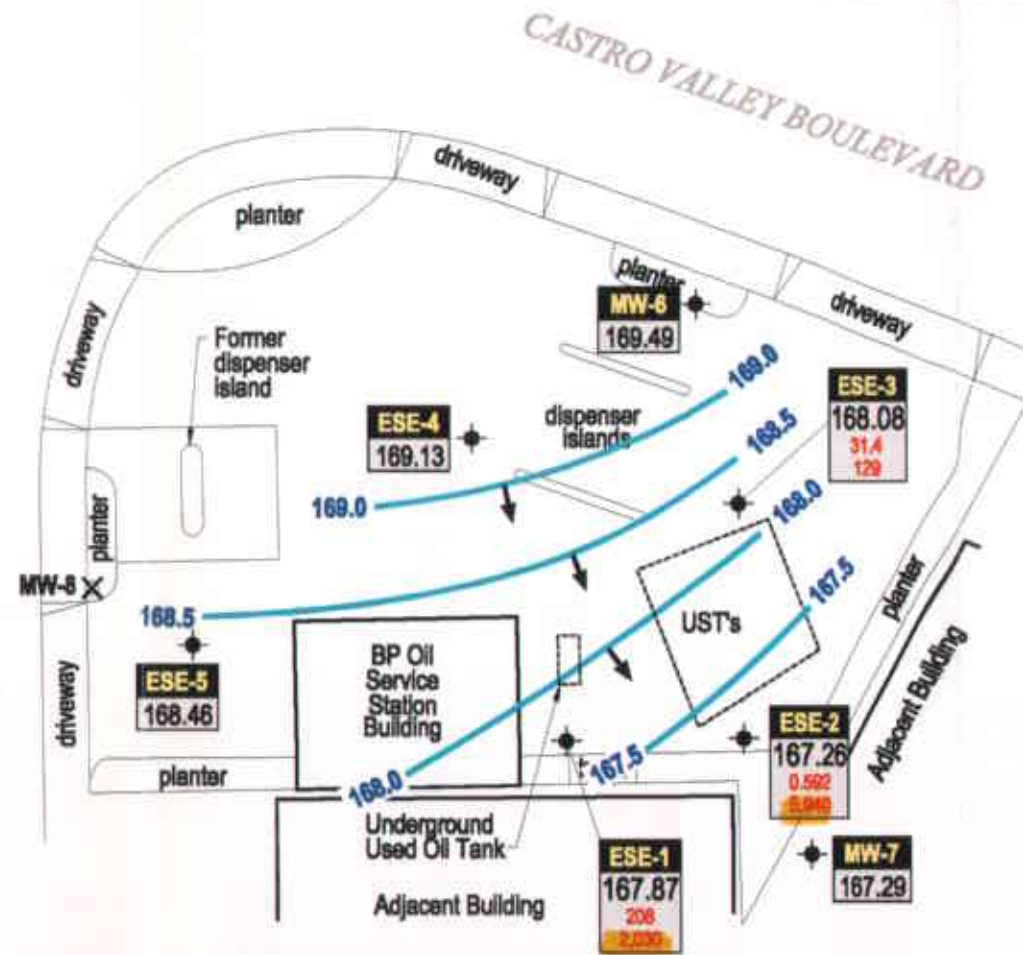 CASTRO VALLEY BOULEVARD
driveway
planter
planter
MW-6
169.49
driveway
driveway
Former
dispenser
island
169.0
ESE-3
168.08
31.4
129
ESE-4
169.13
dispenser
islands
168.5
169.0
168.0
planter
MW-8
168.5
167.5
planter
UST's
ESE-5
168.46
BP Oil
Service
Station
Building
driveway
Adjacent Building
ESE-2
167.26
0.592
5,940
planter
168.0
167.5
Underground
Used Oil Tank
ESE-1
167.87
208
2,030
MW-7
167.29
Adjacent Building